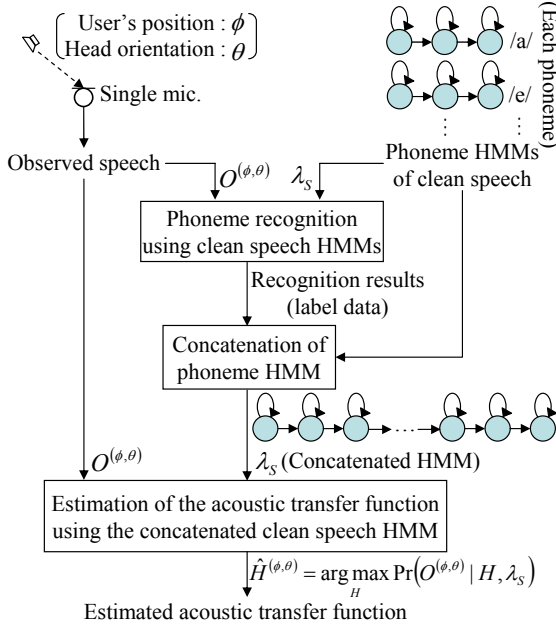 User's position : ϕ
Head orientation : θ
Single mic.
(Each phoneme)
/a/
/e/
⋮
⋮
Observed speech
Phoneme HMMs
of clean speech
O^(ϕ,θ)
λ_S
Phoneme recognition
using clean speech HMMs
Recognition results
(label data)
Concatenation of
phoneme HMM
...
O^(ϕ,θ)
λ_S (Concatenated HMM)
Estimation of the acoustic transfer function
using the concatenated clean speech HMM
Ĥ^(ϕ,θ) = arg max_H Pr(O^(ϕ,θ) | H, λ_S)
Estimated acoustic transfer function